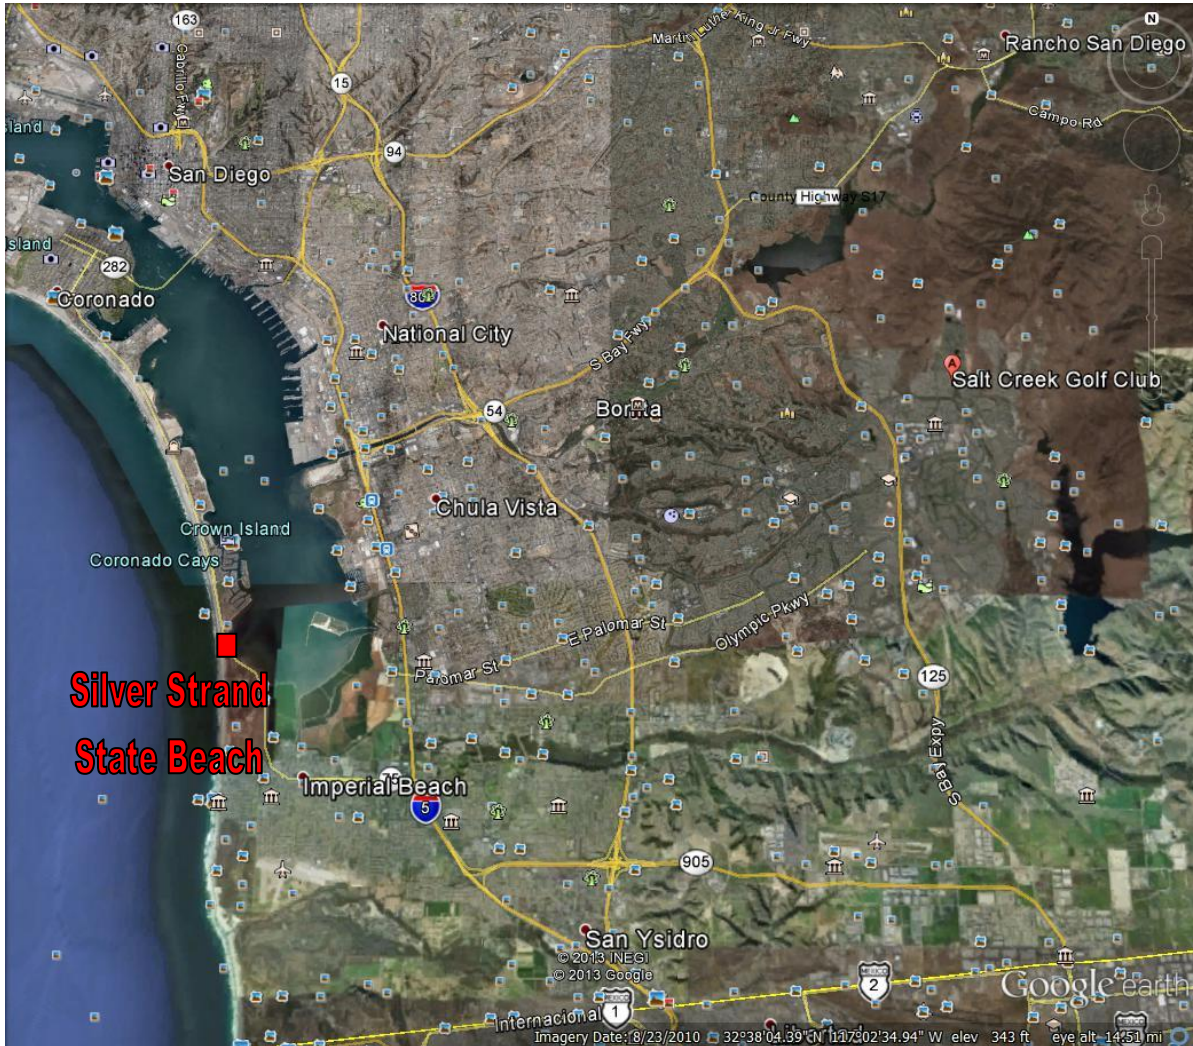 163
N
Martin Luther King Jr Fwy
Rancho San Diego
Cabrillo Fwy
15
Campo Rd
sland
94
San Diego
County Highway S17
sland
282
Coronado
805
National City
S Bay Fwy
A
Salt Creek Golf Club
54
Bonita
Chula Vista
Crown Island
Coronado Cays
E Palomar St
Olympic Pkwy
Palomar St
125
Silver Strand
State Beach
S Bay Expy
75
Imperial Beach
5
905
San Ysidro
© 2013 INEGI
© 2013 Google
MEXICO
2
Google earth
MEXICO
1
Internacional
Imagery Date: 8/23/2010 32°38'04.39" N 117°02'34.94" W elev 343 ft eye alt 14.51 mi